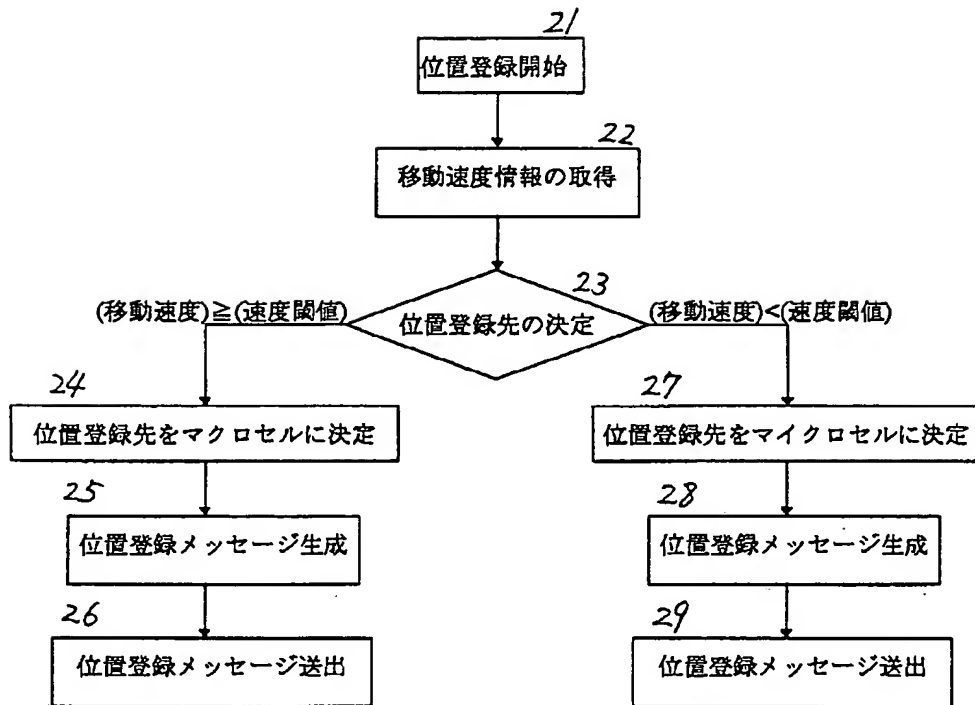 21
位置登録開始
22
移動速度情報の取得
23
(移動速度)≧(速度閾値)
位置登録先の決定
(移動速度)<(速度閾値)
24
位置登録先をマクロセルに決定
27
位置登録先をマイクロセルに決定
25
位置登録メッセージ生成
28
位置登録メッセージ生成
26
位置登録メッセージ送出
29
位置登録メッセージ送出